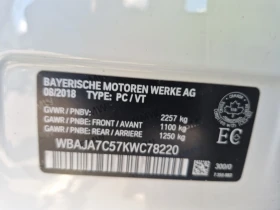 BAYERISCHE MOTOREN WERKE AG
08/2018 TYPE: PC / VT
GVWR / PNBV: 2257 kg
GAWR / PNBE: FRONT / AVANT 1100 kg
GAWR / PNBE: REAR / ARRIERE 1250 kg
WBAJA7C57KWC78220
EC
300/0